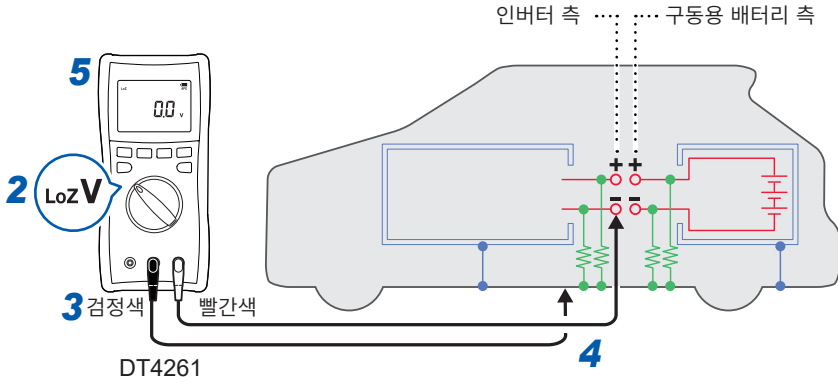 인버터 측
구동용 배터리 측
5
LoZ
0.0 V
2
LoZ V
+ +
- -
3 검정색
빨간색
4
DT4261